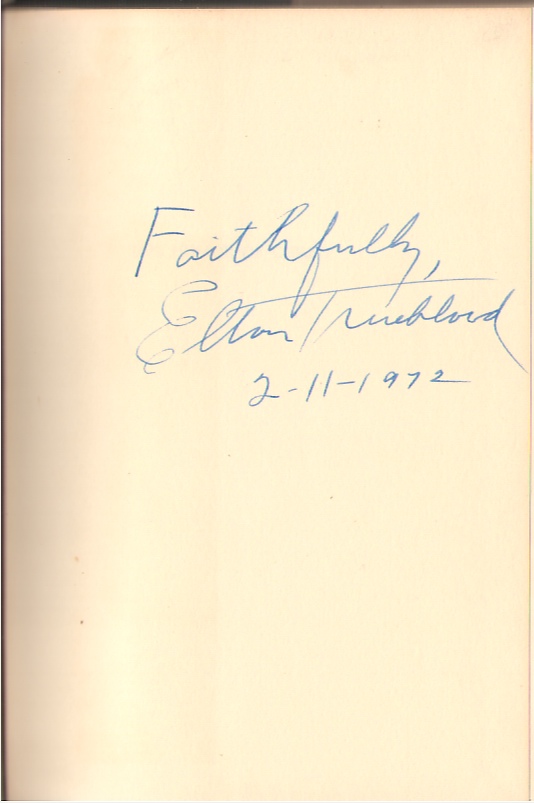 Faithfully,
Elton Trueblood
2-11-1972